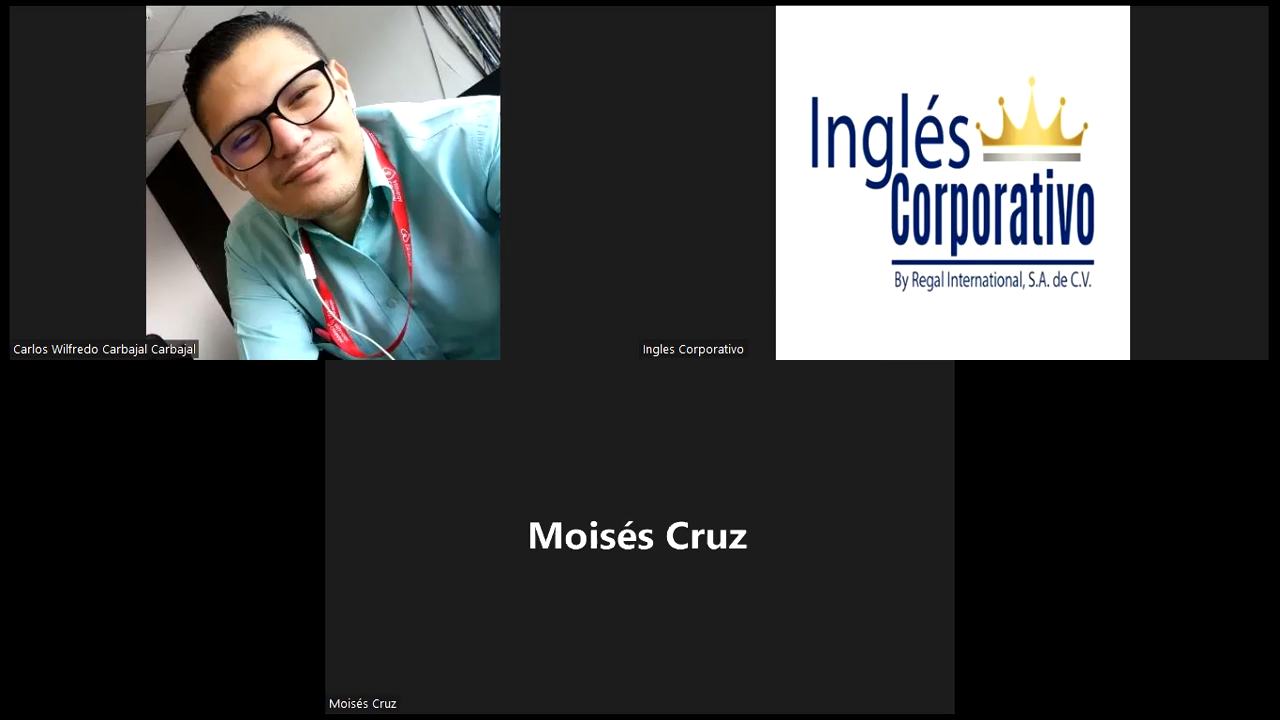 Inglés
Corporativo
By Regal International, S.A. de C.V.
Carlos Wilfredo Carbajal Carbajal
Ingles Corporativo
Moisés Cruz
Moisés Cruz